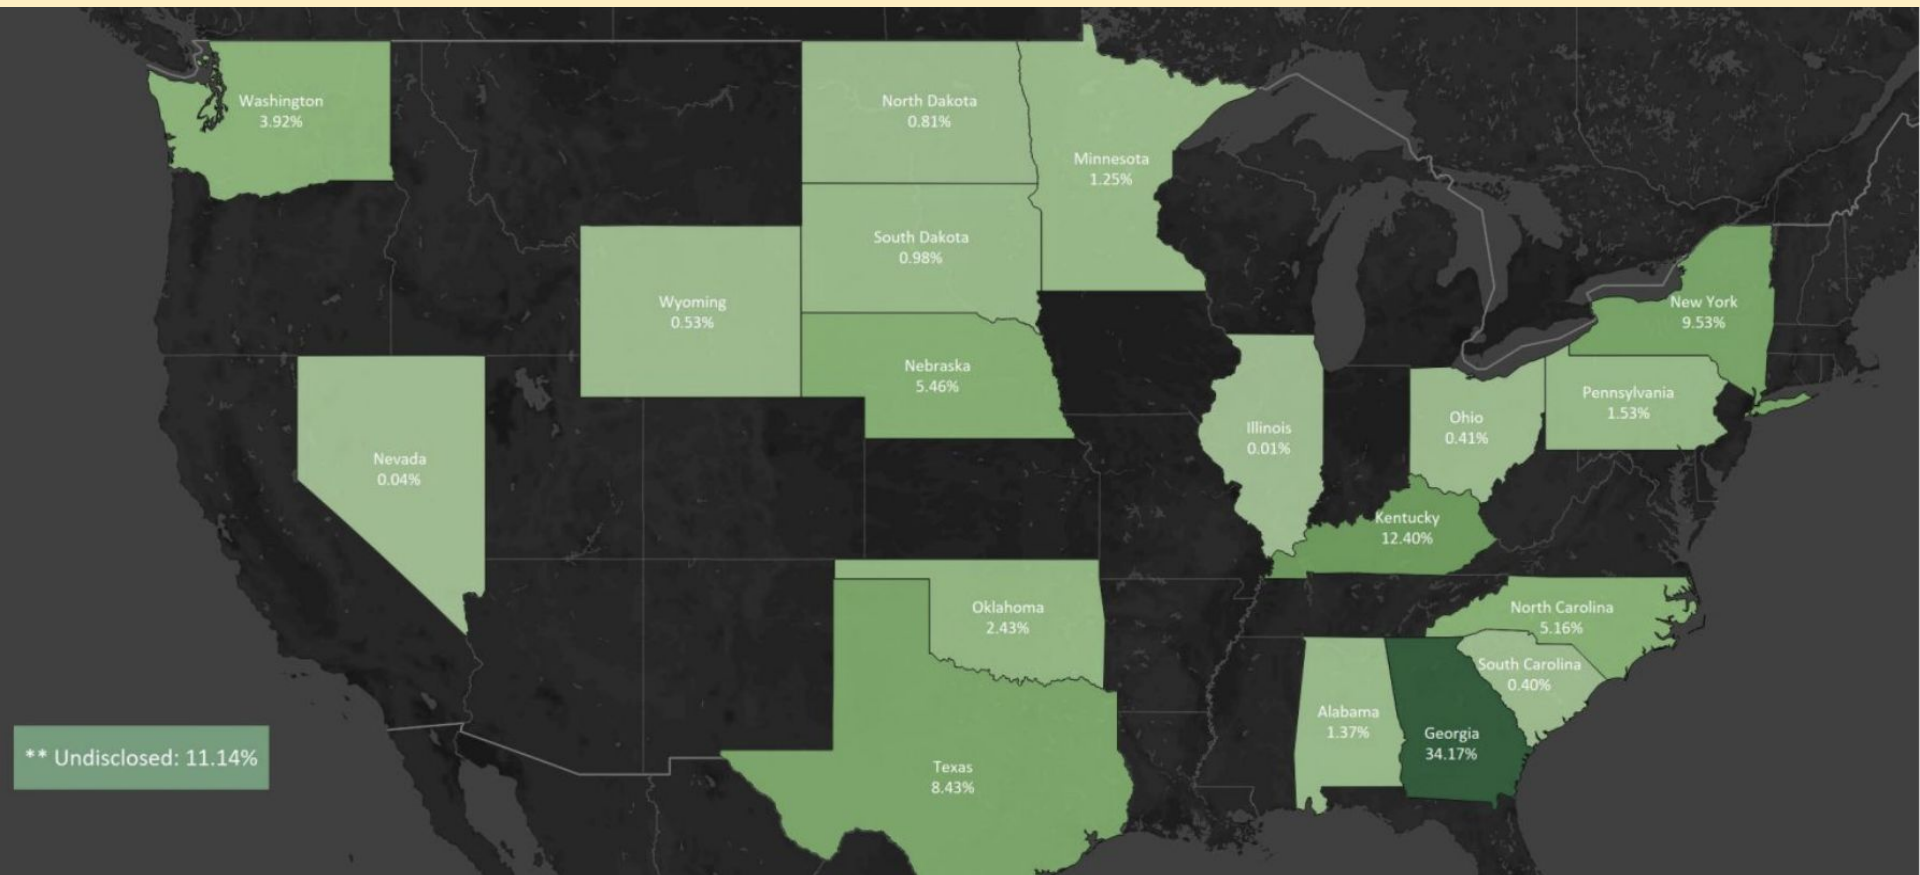 Washington
3.92%
North Dakota
0.81%
Minnesota
1.25%
South Dakota
0.98%
Wyoming
0.53%
New York
9.53%
Nebraska
5.46%
Pennsylvania
1.53%
Ohio
0.41%
Illinois
0.01%
Nevada
0.04%
Kentucky
12.40%
Oklahoma
2.43%
North Carolina
5.16%
South Carolina
0.40%
Alabama
1.37%
Georgia
34.17%
** Undisclosed: 11.14%
Texas
8.43%